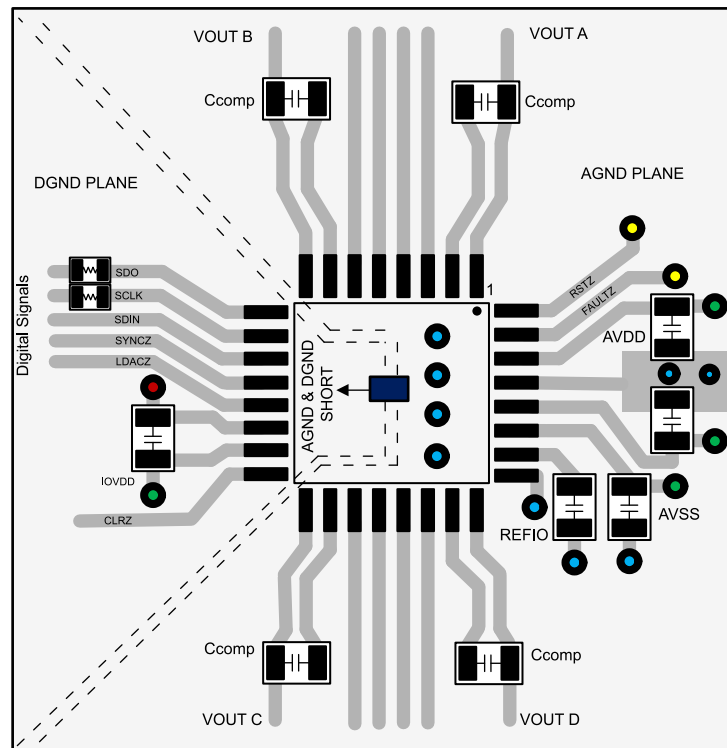 VOUT B
VOUT A
Ccomp
Ccomp
DGND PLANE
AGND PLANE
Digital Signals
SDO
SCLK
SDIN
SYNCZ
LDACZ
IOVDD
CLRZ
1
RSTZ
FAULTZ
AVDD
AGND & DGND
SHORT
REFIO
AVSS
Ccomp
Ccomp
VOUT C
VOUT D